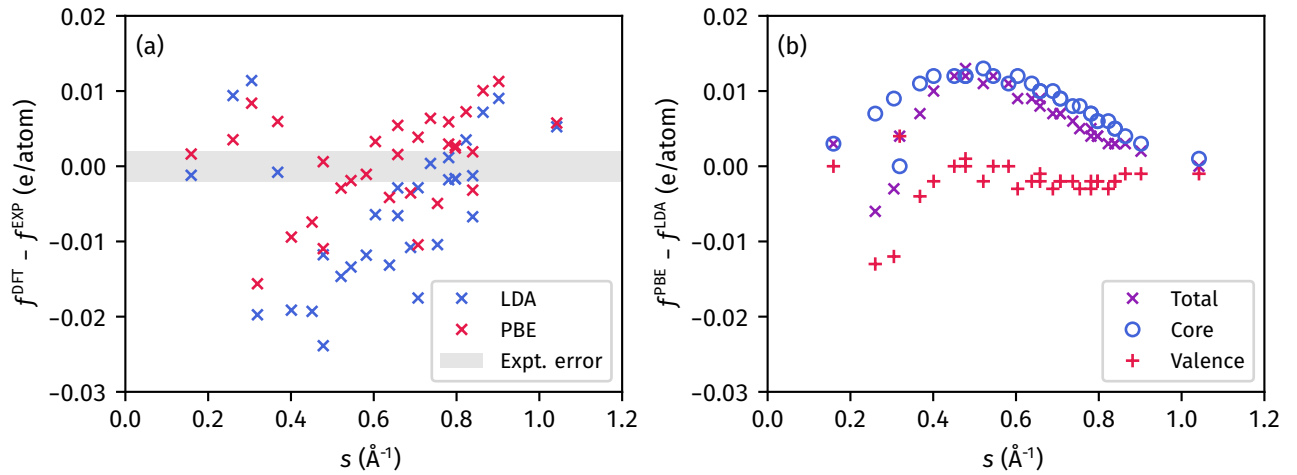 0.02
0.01
0.00
−0.01
−0.02
−0.03
f^DFT − f^EXP (e/atom)
(a)
LDA
PBE
Expt. error
0.0 0.2 0.4 0.6 0.8 1.0 1.2
s (Å⁻¹)
0.02
0.01
0.00
−0.01
−0.02
−0.03
f^PBE − f^LDA (e/atom)
(b)
Total
Core
Valence
0.0 0.2 0.4 0.6 0.8 1.0 1.2
s (Å⁻¹)